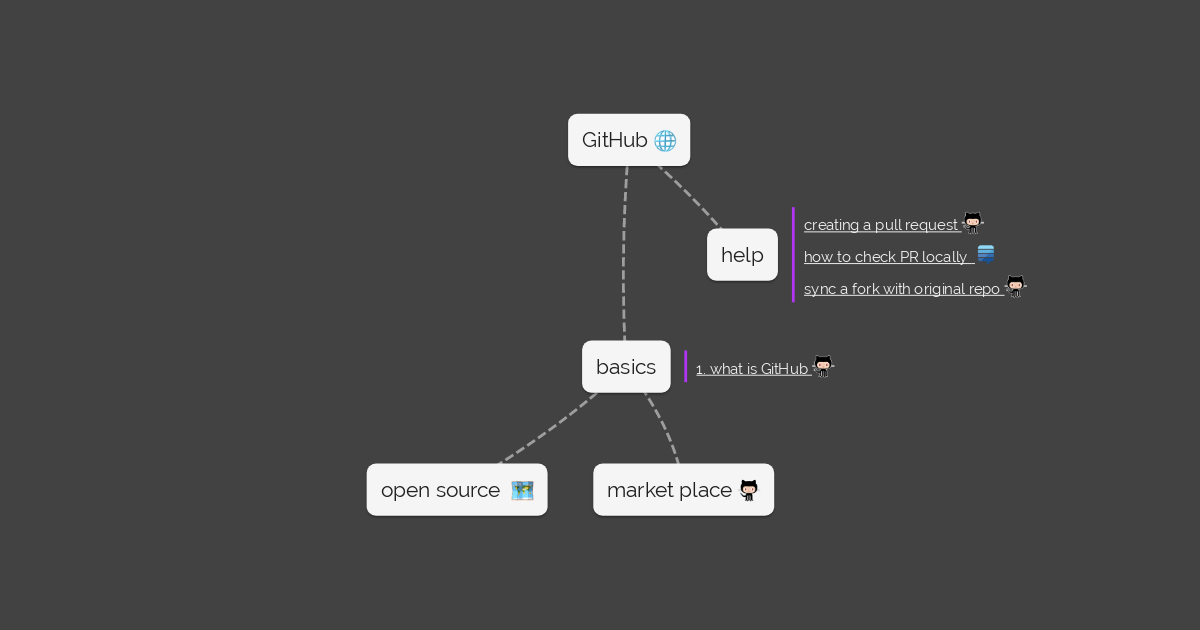 GitHub
help
creating a pull request
how to check PR locally
sync a fork with original repo
basics
1. what is GitHub
open source
market place